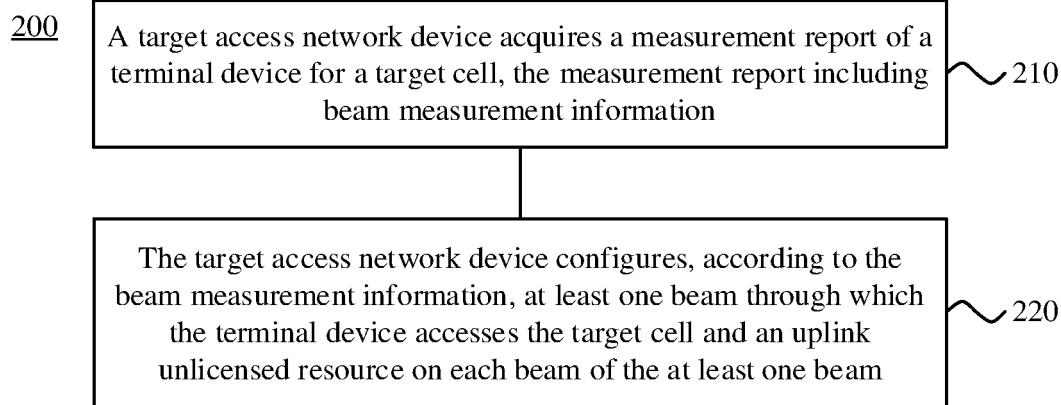 200
A target access network device acquires a measurement report of a
terminal device for a target cell, the measurement report including
beam measurement information
210
The target access network device configures, according to the
beam measurement information, at least one beam through which
the terminal device accesses the target cell and an uplink
unlicensed resource on each beam of the at least one beam
220